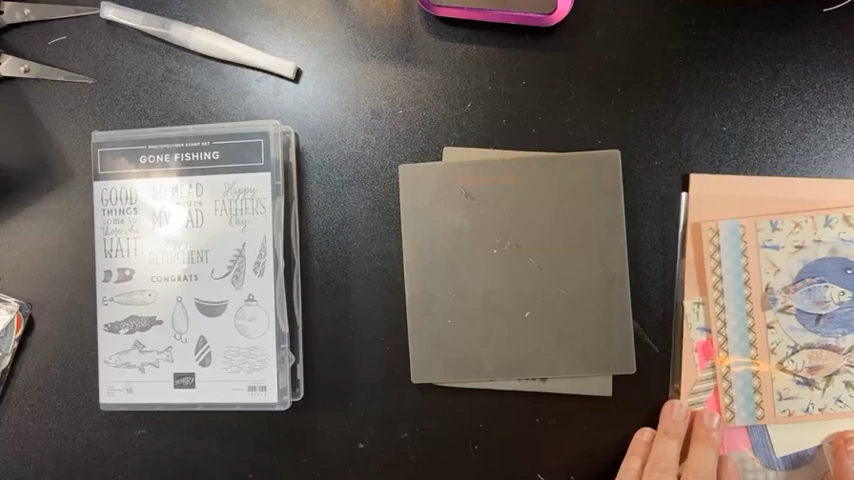 PHOTOPOLYMER STAMP SET
GONE FISHING
GOOD
THINGS
come to
those who
WAIT
SO GLAD
MY DAD
Happy
FATHER'S
Day
RETIREMENT
CONGRATS